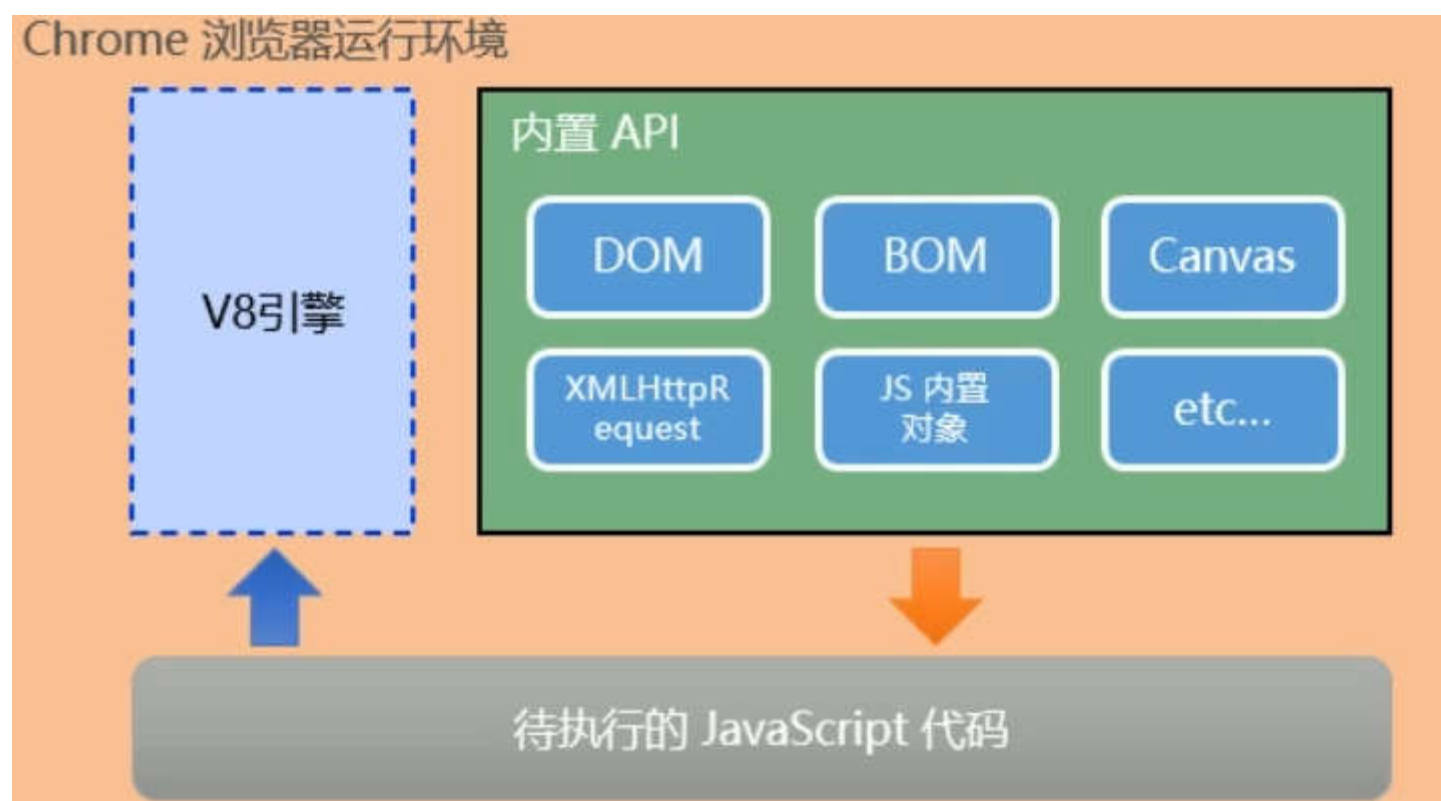 Chrome 浏览器运行环境
V8引擎
内置 API
DOM
BOM
Canvas
XMLHttpR
equest
JS 内置
对象
etc...
待执行的 JavaScript 代码